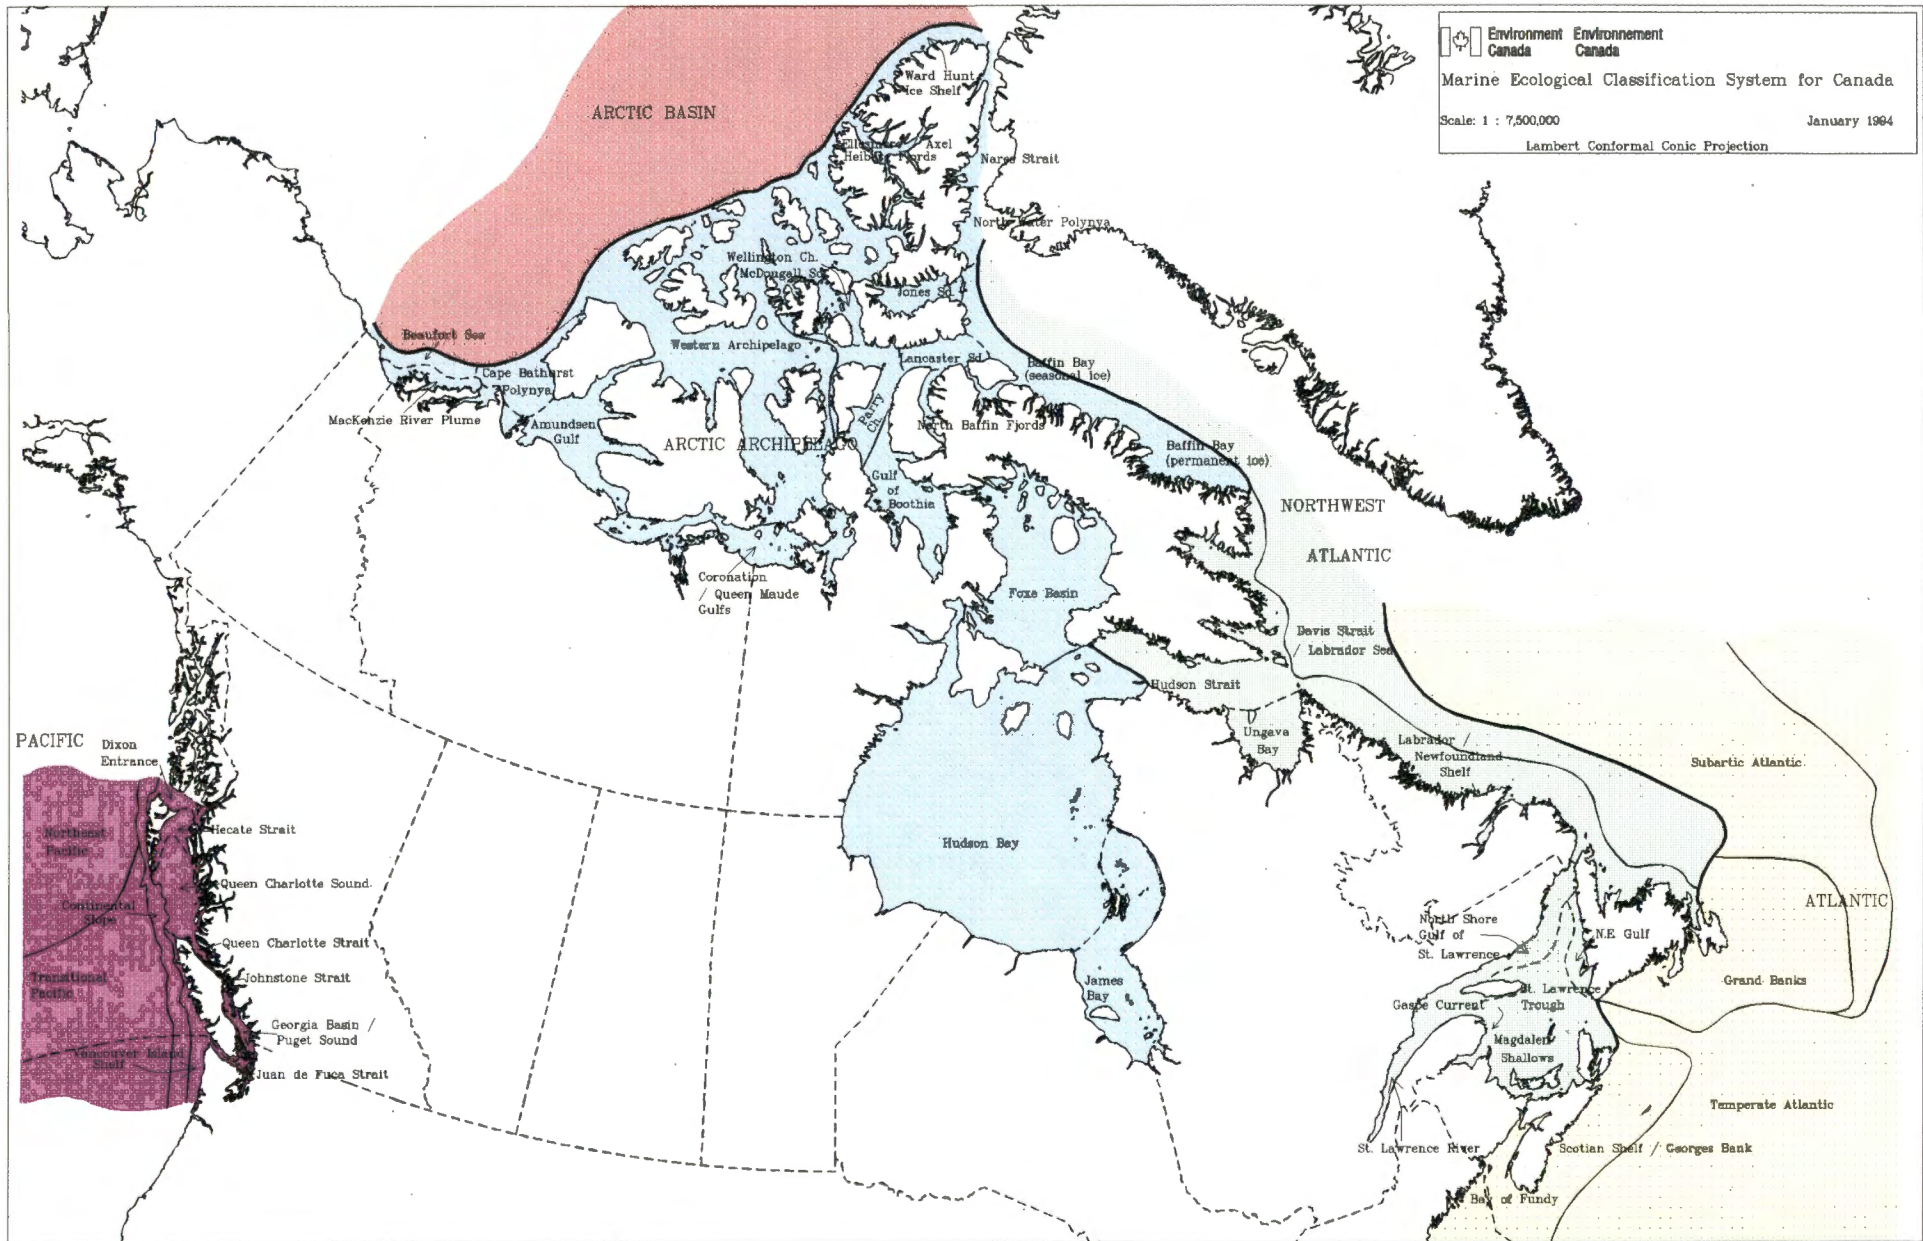 Environment Environnement
Canada Canada
Marine Ecological Classification System for Canada
Scale: 1 : 7,500,000 January 1994
Lambert Conformal Conic Projection
ARCTIC BASIN
Ward Hunt
Ice Shelf
Ellesmere Axel
Heiberg Fjords
Nares Strait
North Water Polynya
Wellington Ch.
McDougall Sd
Jones Sd
Beaufort Sea
Western Archipelago
Lancaster Sd
Baffin Bay
(seasonal ice)
Cape Bathurst
Polynya
MacKenzie River Plume
Amundsen
Gulf
Parry
Ch.
North Baffin Fjords
ARCTIC ARCHIPELAGO
Baffin Bay
(permanent ice)
Gulf
of
Boothia
NORTHWEST
ATLANTIC
Coronation
/ Queen Maude
Gulfs
Foxe Basin
Davis Strait
/ Labrador Sea
Hudson Strait
Ungava
Bay
Labrador /
Newfoundland
Shelf
Subartic Atlantic
PACIFIC
Dixon
Entrance
Northeast
Pacific
Hecate Strait
Hudson Bay
Queen Charlotte Sound
Continental
Slope
ATLANTIC
North Shore
Gulf of
St. Lawrence
N.E Gulf
Queen Charlotte Strait
Transitional
Pacific
Johnstone Strait
James
Bay
Grand Banks
St. Lawrence
Trough
Gaspe Current
Georgia Basin /
Puget Sound
Magdalen
Shallows
Vancouver Island
Shelf
Juan de Fuca Strait
Temperate Atlantic
St. Lawrence River
Scotian Shelf / Georges Bank
Bay of Fundy